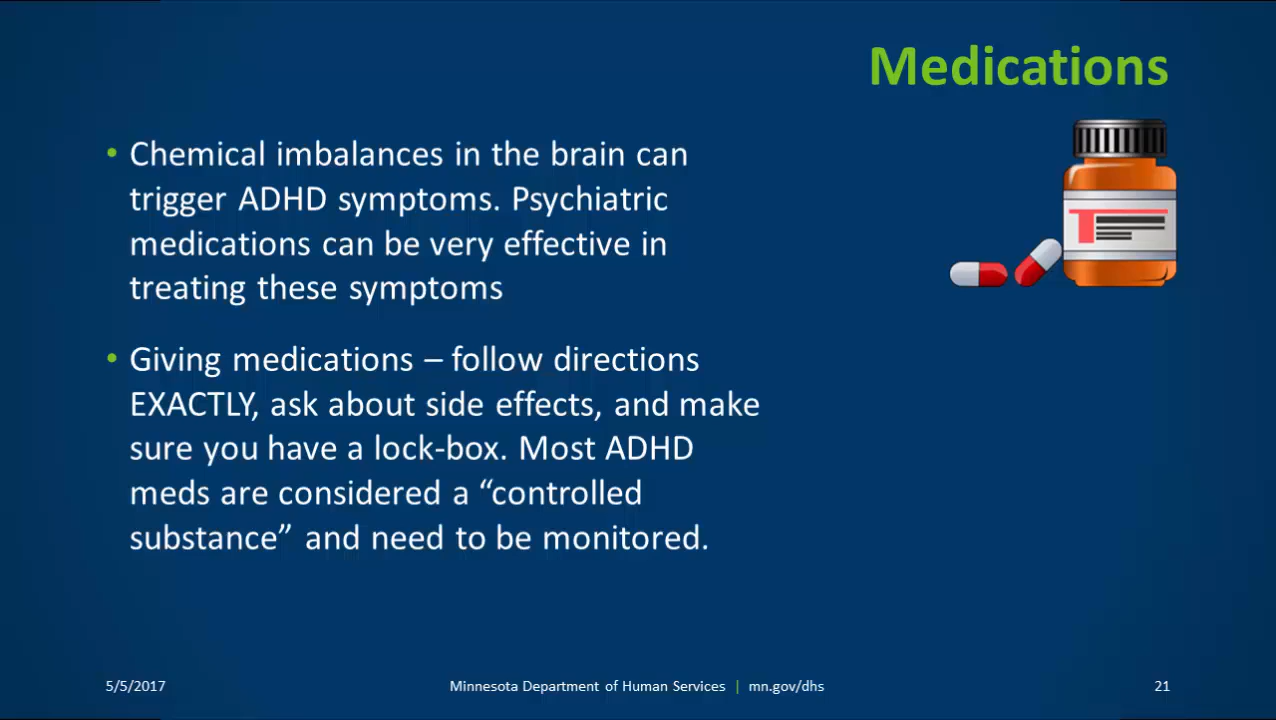 Medications
• Chemical imbalances in the brain can
trigger ADHD symptoms. Psychiatric
medications can be very effective in
treating these symptoms
• Giving medications – follow directions
EXACTLY, ask about side effects, and make
sure you have a lock-box. Most ADHD
meds are considered a “controlled
substance” and need to be monitored.
5/5/2017
Minnesota Department of Human Services | mn.gov/dhs
21